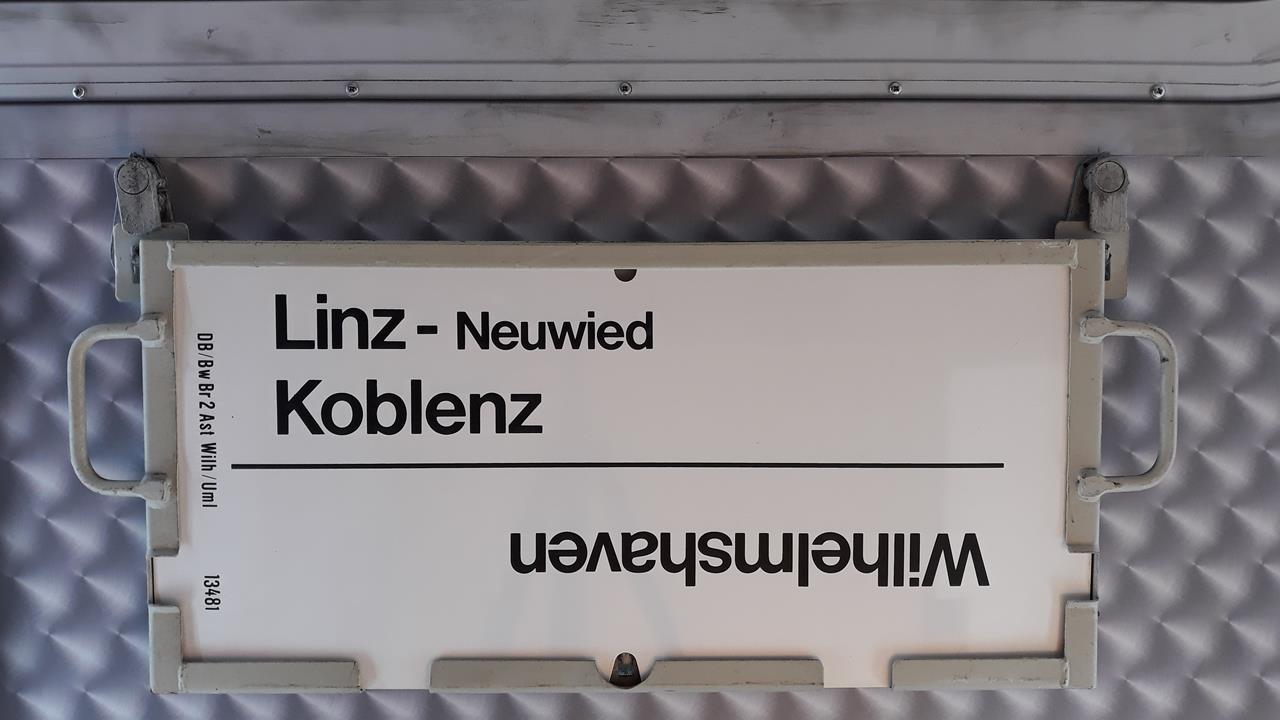 Linz - Neuwied
Koblenz
Wilhelmshaven
DB/Bw Br 2 Ast Wilh/Uml 13481